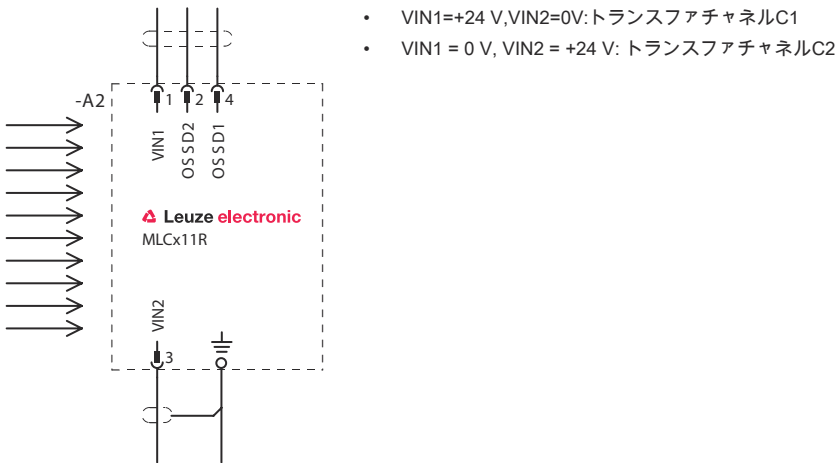 • VIN1=+24 V,VIN2=0V:トランスファチャネルC1
• VIN1 = 0 V, VIN2 = +24 V: トランスファチャネルC2
-A2
1 2 4
VIN1
OSSD2
OSSD1
Leuze electronic
MLCx11R
VIN2
3